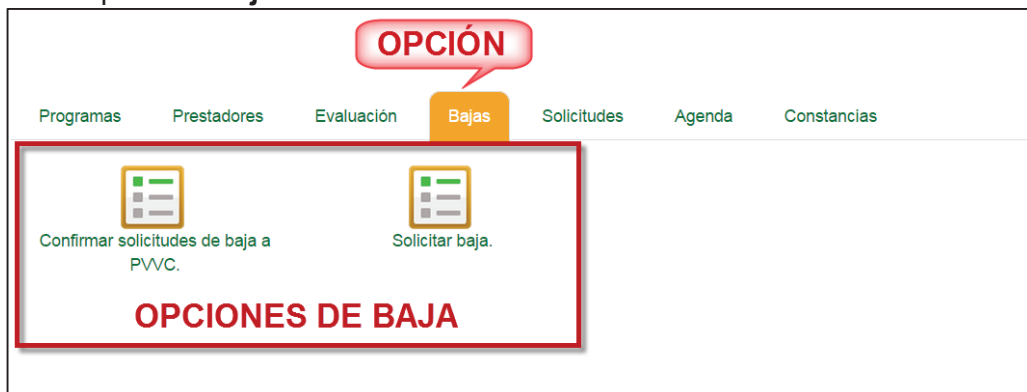 OPCIÓN
Programas Prestadores Evaluación Bajas Solicitudes Agenda Constancias
Confirmar solicitudes de baja a Solicitar baja.
PVVC.
OPCIONES DE BAJA